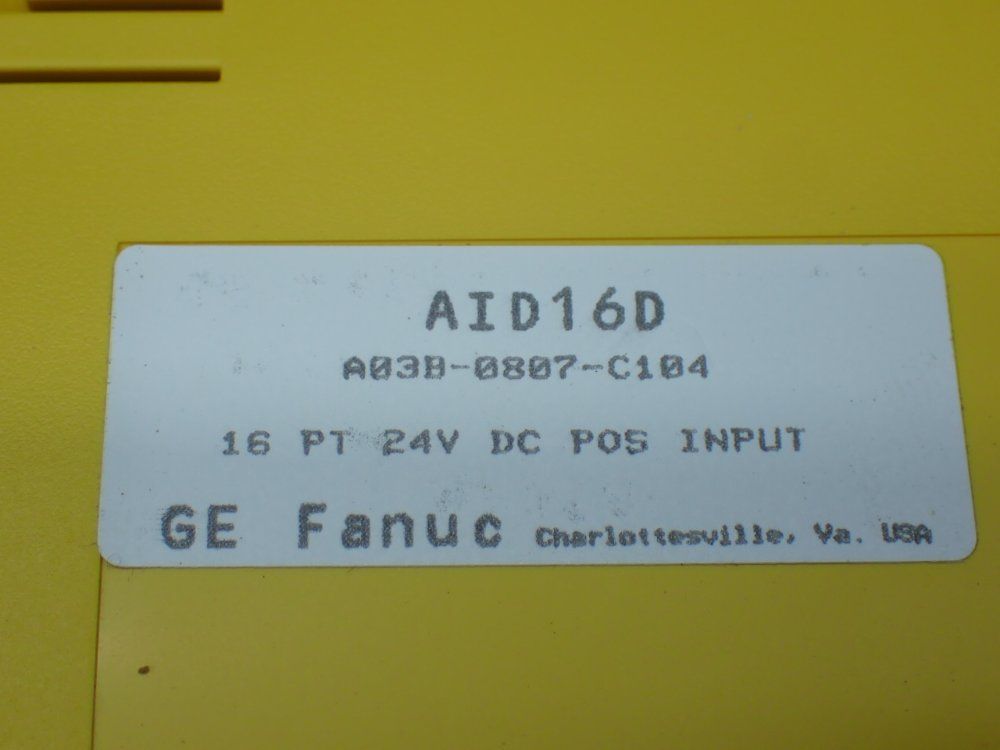 AID16D
A03B-0807-C104
16 PT 24V DC POS INPUT
GE Fanuc Charlottesville, Va. USA